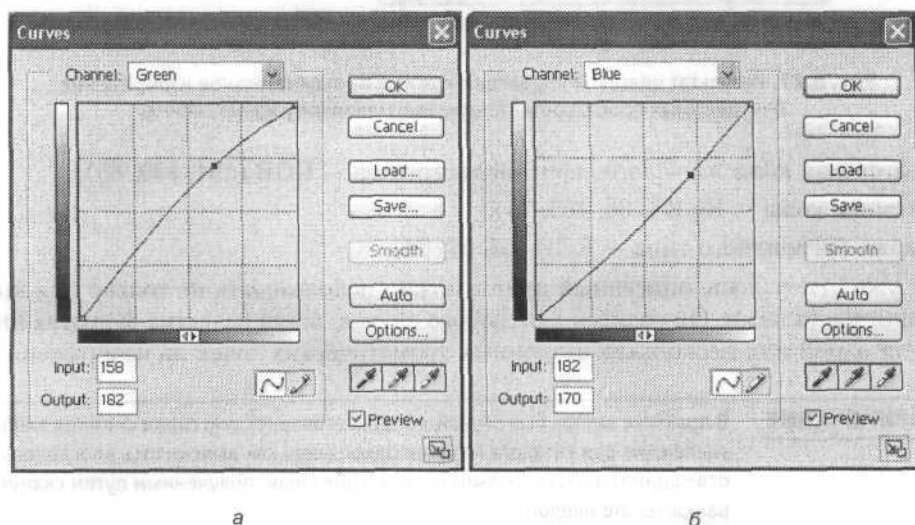 Curves
Channel: Green
OK
Cancel
Load...
Save...
Smooth
Auto
Options...
Input: 158
Output: 182
Preview
а
Curves
Channel: Blue
OK
Cancel
Load...
Save...
Smooth
Auto
Options...
Input: 182
Output: 170
Preview
б